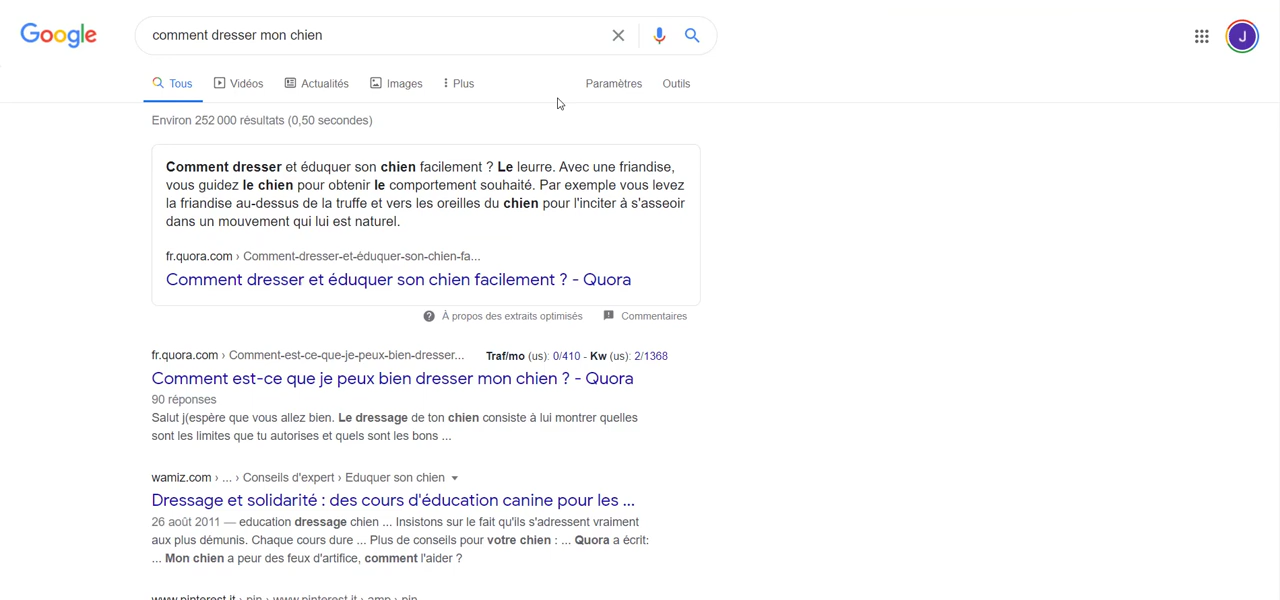 Google
comment dresser mon chien
J
Tous
Vidéos
Actualités
Images
Plus
Paramètres
Outils
Environ 252 000 résultats (0,50 secondes)
Comment dresser et éduquer son chien facilement ? Le leurre. Avec une friandise,
vous guidez le chien pour obtenir le comportement souhaité. Par exemple vous levez
la friandise au-dessus de la truffe et vers les oreilles du chien pour l'inciter à s'asseoir
dans un mouvement qui lui est naturel.
fr.quora.com › Comment-dresser-et-éduquer-son-chien-fa...
Comment dresser et éduquer son chien facilement ? - Quora
À propos des extraits optimisés
Commentaires
fr.quora.com › Comment-est-ce-que-je-peux-bien-dresser... Traf/mo (us): 0/410 - Kw (us): 2/1368
Comment est-ce que je peux bien dresser mon chien ? - Quora
90 réponses
Salut j(espère que vous allez bien. Le dressage de ton chien consiste à lui montrer quelles
sont les limites que tu autorises et quels sont les bons ...
wamiz.com › ... › Conseils d'expert › Eduquer son chien
Dressage et solidarité : des cours d'éducation canine pour les ...
26 août 2011 — education dressage chien ... Insistons sur le fait qu'ils s'adressent vraiment
aux plus démunis. Chaque cours dure ... Plus de conseils pour votre chien : ... Quora a écrit:
... Mon chien a peur des feux d'artifice, comment l'aider ?
www.pinterest.it › pin › www.pinterest.it › amp › pin